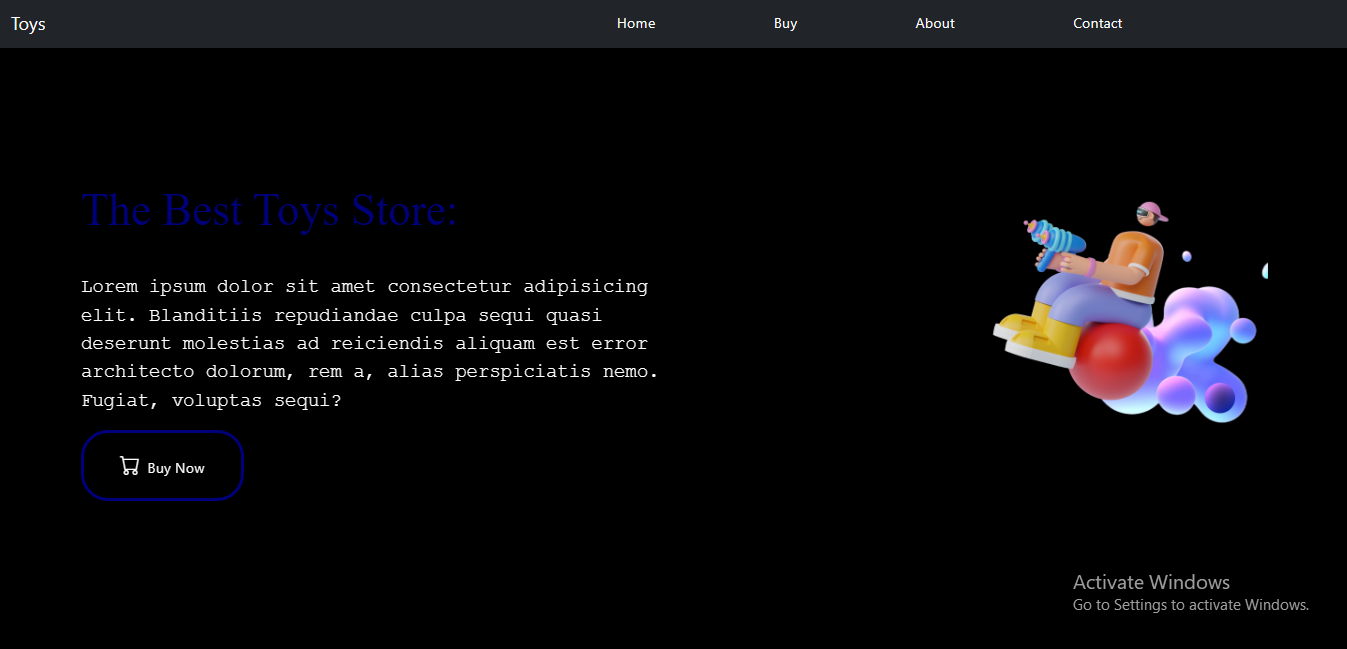 Toys
Home Buy About Contact
The Best Toys Store:
Lorem ipsum dolor sit amet consectetur adipisicing
elit. Blanditiis repudiandae culpa sequi quasi
deserunt molestias ad reiciendis aliquam est error
architecto dolorum, rem a, alias perspiciatis nemo.
Fugiat, voluptas sequi?
Buy Now
Activate Windows
Go to Settings to activate Windows.